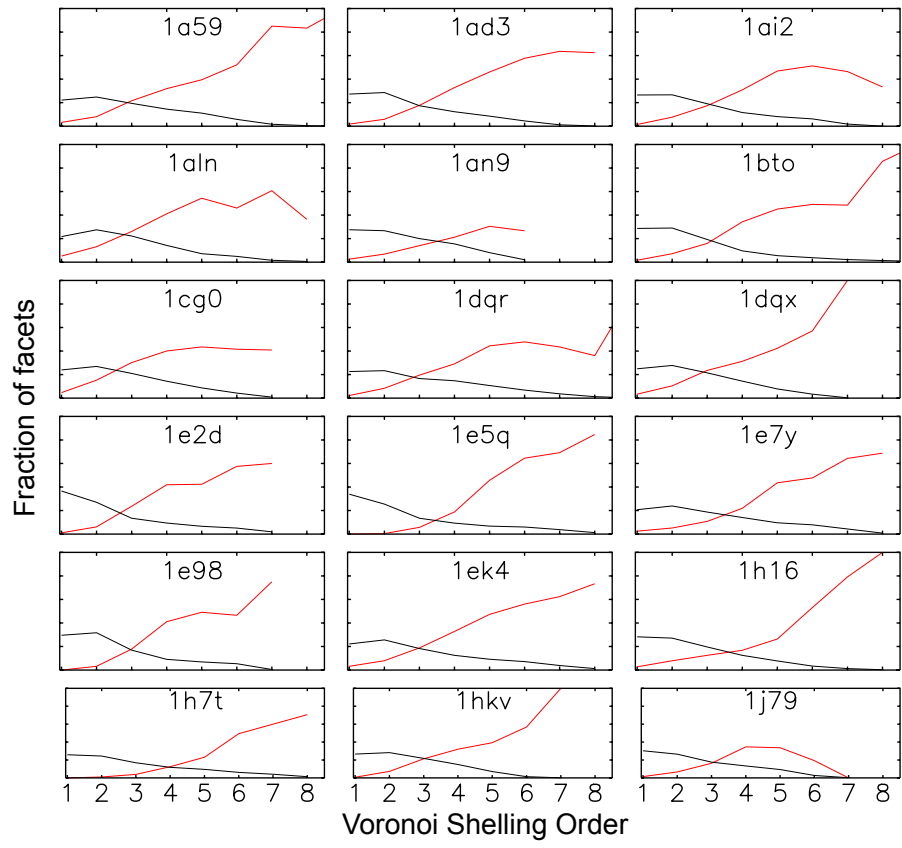 1a59 1ad3 1ai2
1aln 1an9 1bto
1cg0 1dqr 1dqx
1e2d 1e5q 1e7y
1e98 1ek4 1h16
1h7t 1hkv 1j79
Fraction of facets
1 2 3 4 5 6 7 8 1 2 3 4 5 6 7 8 1 2 3 4 5 6 7 8
Voronoi Shelling Order